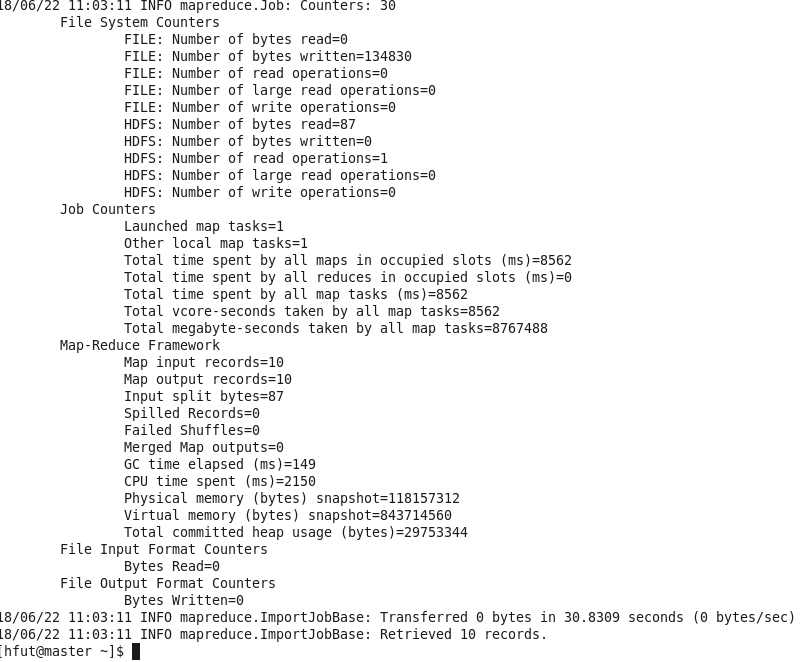 18/06/22 11:03:11 INFO mapreduce.Job: Counters: 30
File System Counters
FILE: Number of bytes read=0
FILE: Number of bytes written=134830
FILE: Number of read operations=0
FILE: Number of large read operations=0
FILE: Number of write operations=0
HDFS: Number of bytes read=87
HDFS: Number of bytes written=0
HDFS: Number of read operations=1
HDFS: Number of large read operations=0
HDFS: Number of write operations=0
Job Counters
Launched map tasks=1
Other local map tasks=1
Total time spent by all maps in occupied slots (ms)=8562
Total time spent by all reduces in occupied slots (ms)=0
Total time spent by all map tasks (ms)=8562
Total vcore-seconds taken by all map tasks=8562
Total megabyte-seconds taken by all map tasks=8767488
Map-Reduce Framework
Map input records=10
Map output records=10
Input split bytes=87
Spilled Records=0
Failed Shuffles=0
Merged Map outputs=0
GC time elapsed (ms)=149
CPU time spent (ms)=2150
Physical memory (bytes) snapshot=118157312
Virtual memory (bytes) snapshot=843714560
Total committed heap usage (bytes)=29753344
File Input Format Counters
Bytes Read=0
File Output Format Counters
Bytes Written=0
18/06/22 11:03:11 INFO mapreduce.ImportJobBase: Transferred 0 bytes in 30.8309 seconds (0 bytes/sec)
18/06/22 11:03:11 INFO mapreduce.ImportJobBase: Retrieved 10 records.
[hfut@master ~]$